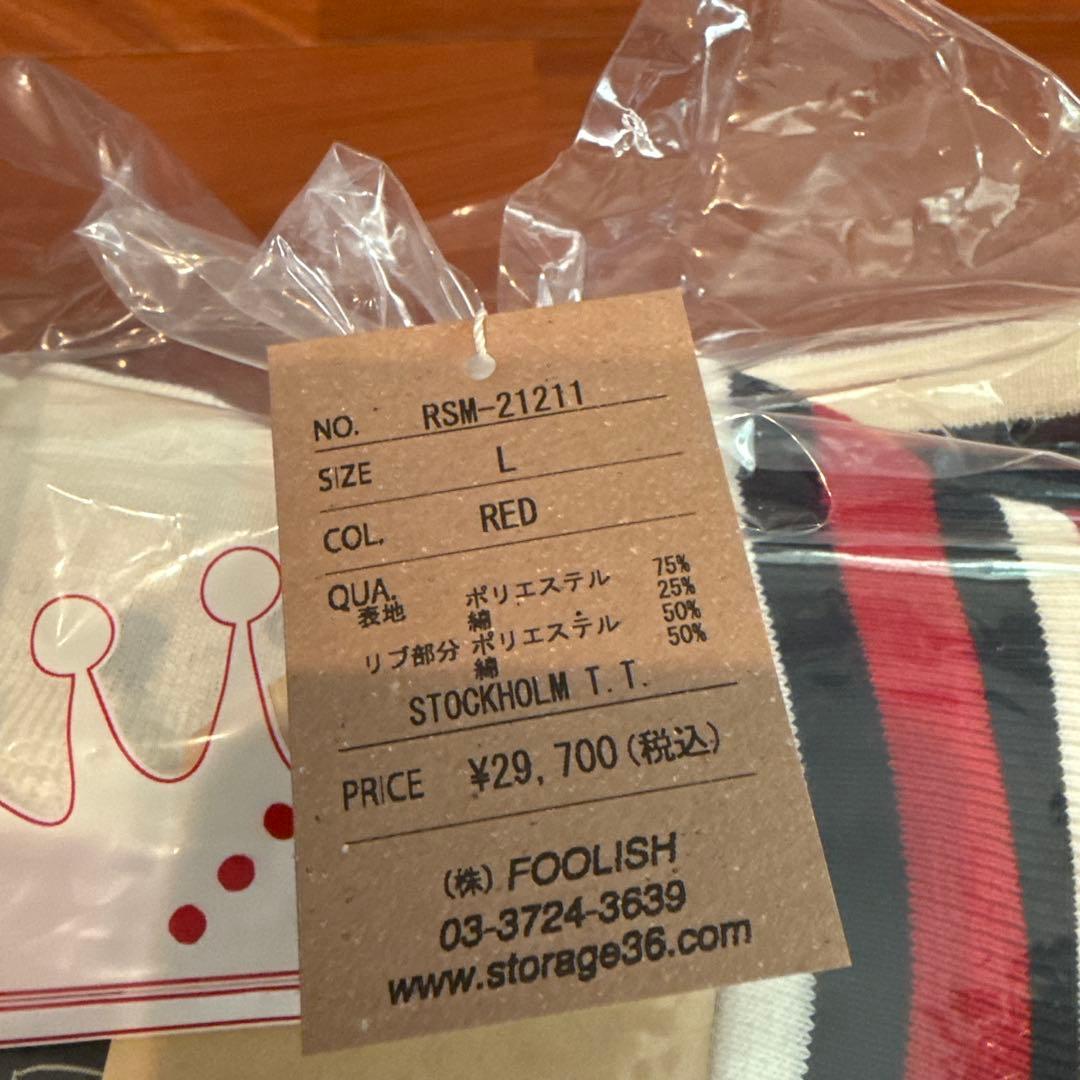 NO. RSM-21211
SIZE L
COL. RED
QUA.
表地 ポリエステル 75%
綿 25%
リブ部分 ポリエステル 50%
綿 50%
STOCKHOLM T.T.
PRICE ¥29,700(税込)
(株) FOOLISH
03-3724-3639
www.storage36.com